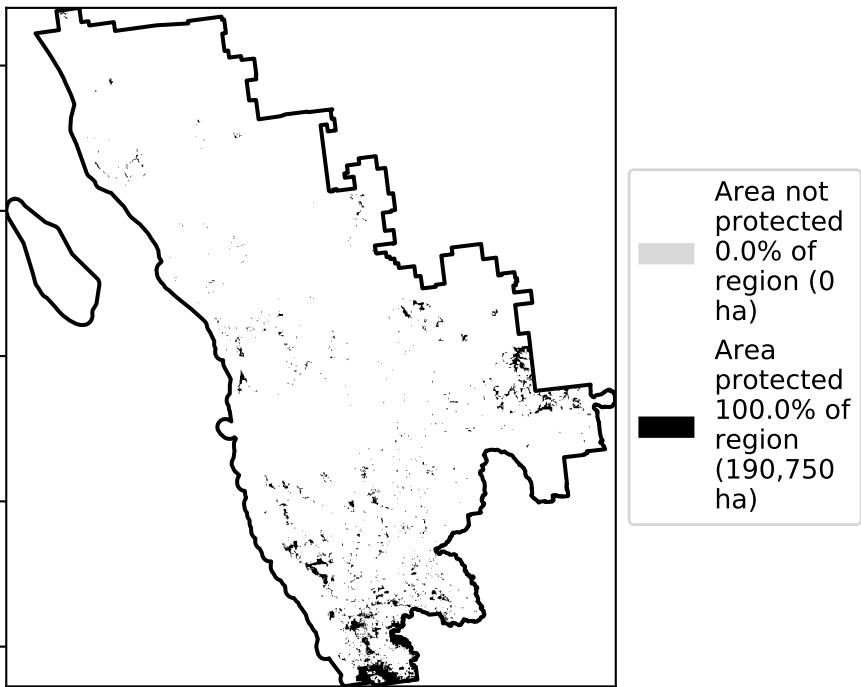 Area not
protected
0.0% of
region (0
ha)
Area
protected
100.0% of
region
(190,750
ha)